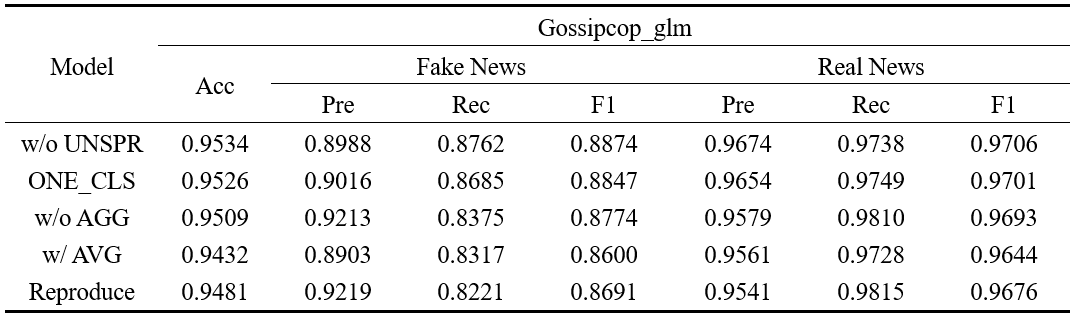 Gossipcop_glm
Model Acc Fake News Real News
Pre Rec F1 Pre Rec F1
w/o UNSPR 0.9534 0.8988 0.8762 0.8874 0.9674 0.9738 0.9706
ONE_CLS 0.9526 0.9016 0.8685 0.8847 0.9654 0.9749 0.9701
w/o AGG 0.9509 0.9213 0.8375 0.8774 0.9579 0.9810 0.9693
w/ AVG 0.9432 0.8903 0.8317 0.8600 0.9561 0.9728 0.9644
Reproduce 0.9481 0.9219 0.8221 0.8691 0.9541 0.9815 0.9676